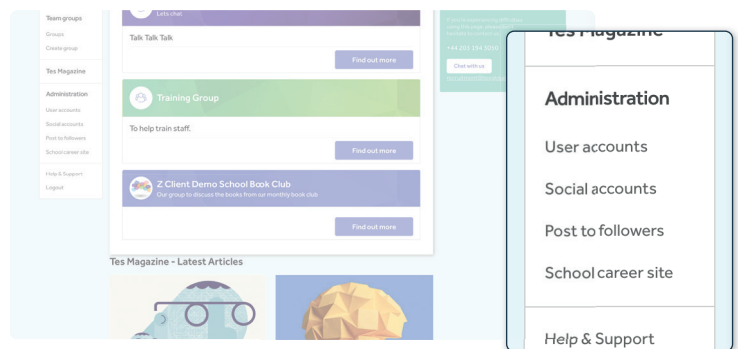 Team groups
Groups
Create group
Tes Magazine
Administration
User accounts
Social accounts
Post to followers
School career site
Help & Support
Logout
Lets chat
Talk Talk Talk
Find out more
Training Group
To help train staff.
Find out more
Z Client Demo School Book Club
Our group to discuss the books from our monthly book club
Find out more
Tes Magazine - Latest Articles
Chat with us
Tes Magazine
Administration
User accounts
Social accounts
Post to followers
School career site
Help & Support